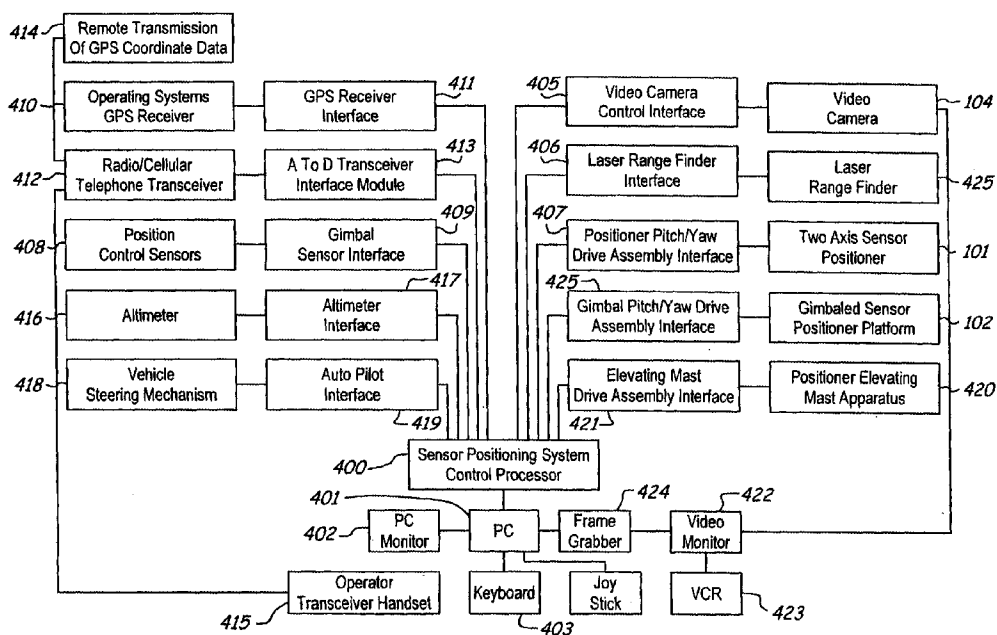 414
Remote Transmission
Of GPS Coordinate Data
410
Operating Systems
GPS Receiver
GPS Receiver
Interface
411
405
Video Camera
Control Interface
Video
Camera
104
412
Radio/Cellular
Telephone Transceiver
A To D Transceiver
Interface Module
413
406
Laser Range Finder
Interface
Laser
Range Finder
425
408
Position
Control Sensors
Gimbal
Sensor Interface
409
407
Positioner Pitch/Yaw
Drive Assembly Interface
Two Axis Sensor
Positioner
101
416
Altimeter
Altimeter
Interface
417
425
Gimbal Pitch/Yaw Drive
Assembly Interface
Gimbaled Sensor
Positioner Platform
102
418
Vehicle
Steering Mechanism
Auto Pilot
Interface
419
Elevating Mast
Drive Assembly Interface
421
Positioner Elevating
Mast Apparatus
420
400
Sensor Positioning System
Control Processor
401
402
PC
Monitor
PC
Frame
Grabber
424
Video
Monitor
422
Operator
Transceiver Handset
415
Keyboard
403
Joy
Stick
VCR
423